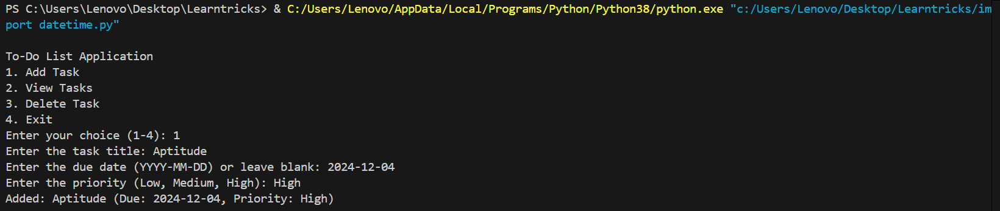 PS C:\Users\Lenovo\Desktop\Learntricks> & C:/Users/Lenovo/AppData/Local/Programs/Python/Python38/python.exe "c:/Users/Lenovo/Desktop/Learntricks/im
port datetime.py"
To-Do List Application
1. Add Task
2. View Tasks
3. Delete Task
4. Exit
Enter your choice (1-4): 1
Enter the task title: Aptitude
Enter the due date (YYYY-MM-DD) or leave blank: 2024-12-04
Enter the priority (Low, Medium, High): High
Added: Aptitude (Due: 2024-12-04, Priority: High)